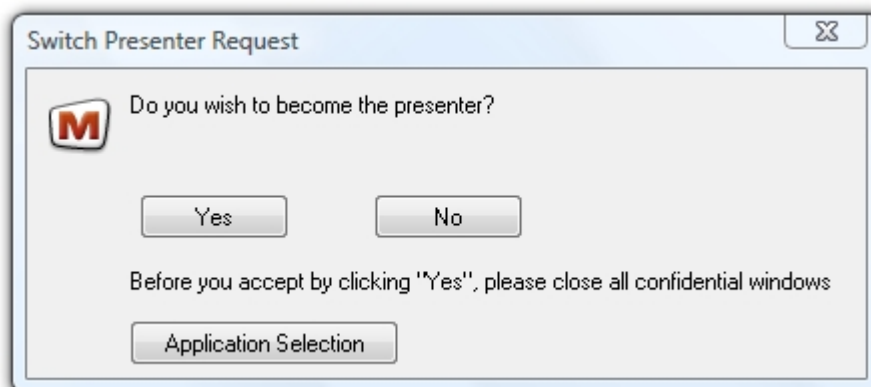 Switch Presenter Request
M
Do you wish to become the presenter?
Yes No
Before you accept by clicking "Yes", please close all confidential windows
Application Selection